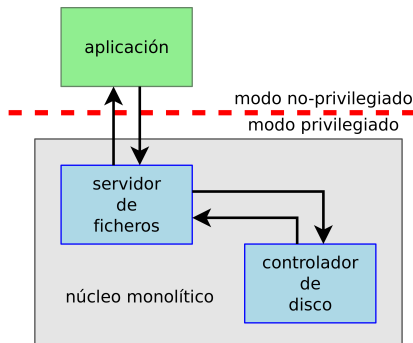 aplicación
modo no-privilegiado
modo privilegiado
servidor
de
ficheros
controlador
de
disco
núcleo monolítico